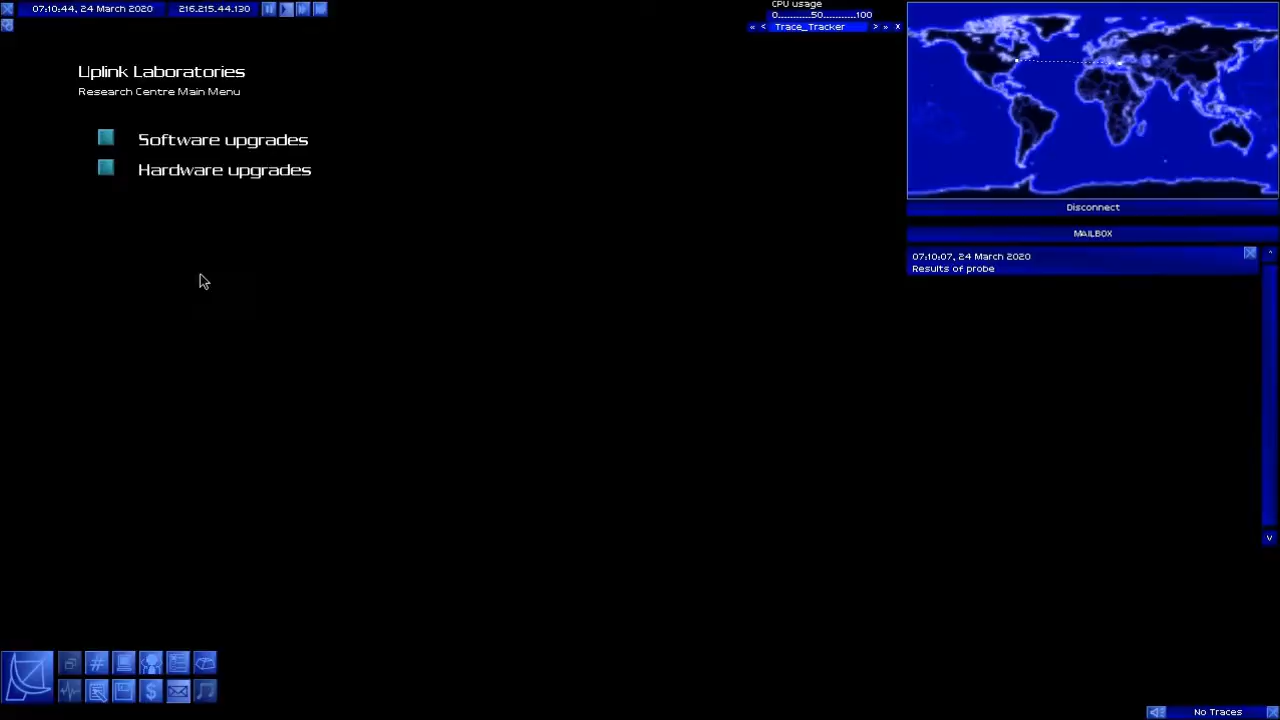 07:10:44, 24 March 2020
216.215.44.130
CPU usage
0............50............100
« < Trace_Tracker > » x
Uplink Laboratories
Research Centre Main Menu
Software upgrades
Hardware upgrades
Disconnect
MAILBOX
07:10:07, 24 March 2020
Results of probe
No Traces